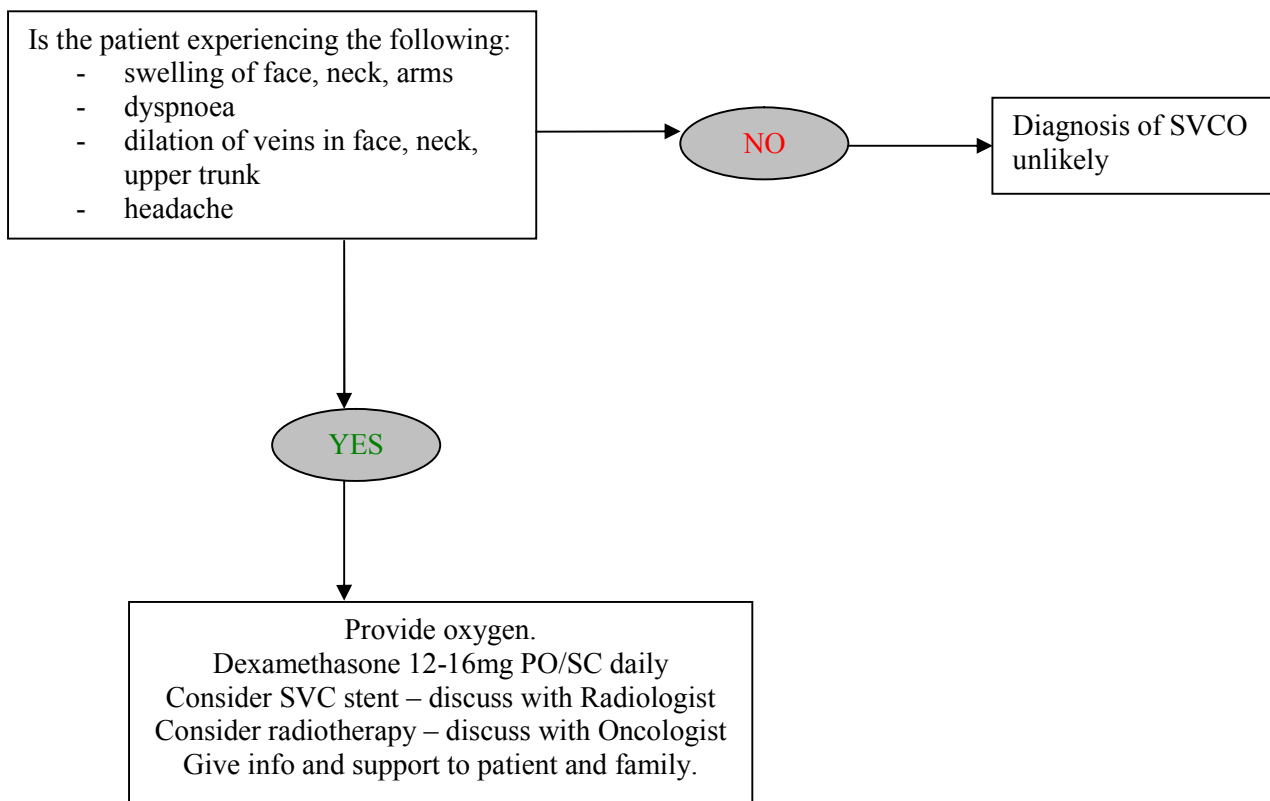 Is the patient experiencing the following:
- swelling of face, neck, arms
- dyspnoea
- dilation of veins in face, neck,
upper trunk
- headache
NO
Diagnosis of SVCO
unlikely
YES
Provide oxygen.
Dexamethasone 12-16mg PO/SC daily
Consider SVC stent – discuss with Radiologist
Consider radiotherapy – discuss with Oncologist
Give info and support to patient and family.